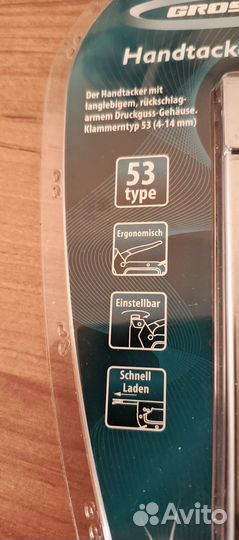 GROS
Handtacke
Der Handtacker mit
langlebigem, rückschlag-
armem Druckguss-Gehäuse.
Klammerntyp 53 (4-14 mm)
53
type
Ergonomisch
Einstellbar
Schnell
Laden
Avito